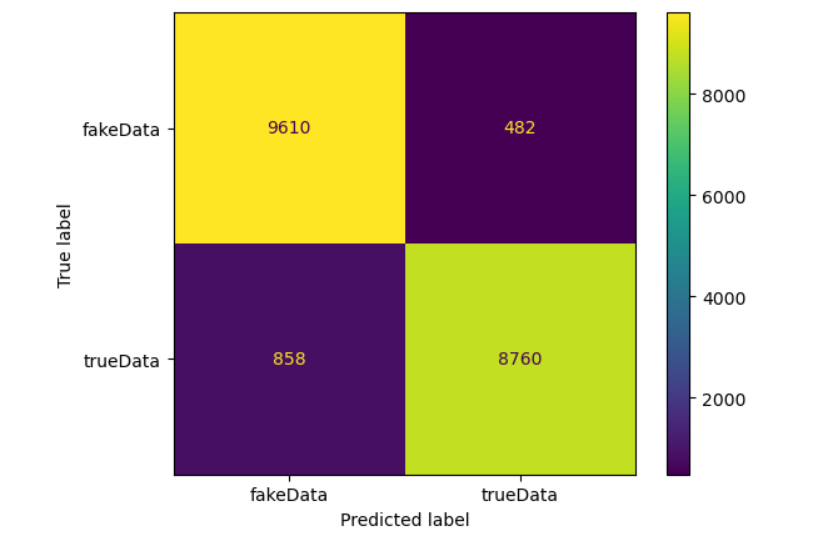 fakeData
9610
482
trueData
858
8760
True label
fakeData
trueData
Predicted label
8000
6000
4000
2000